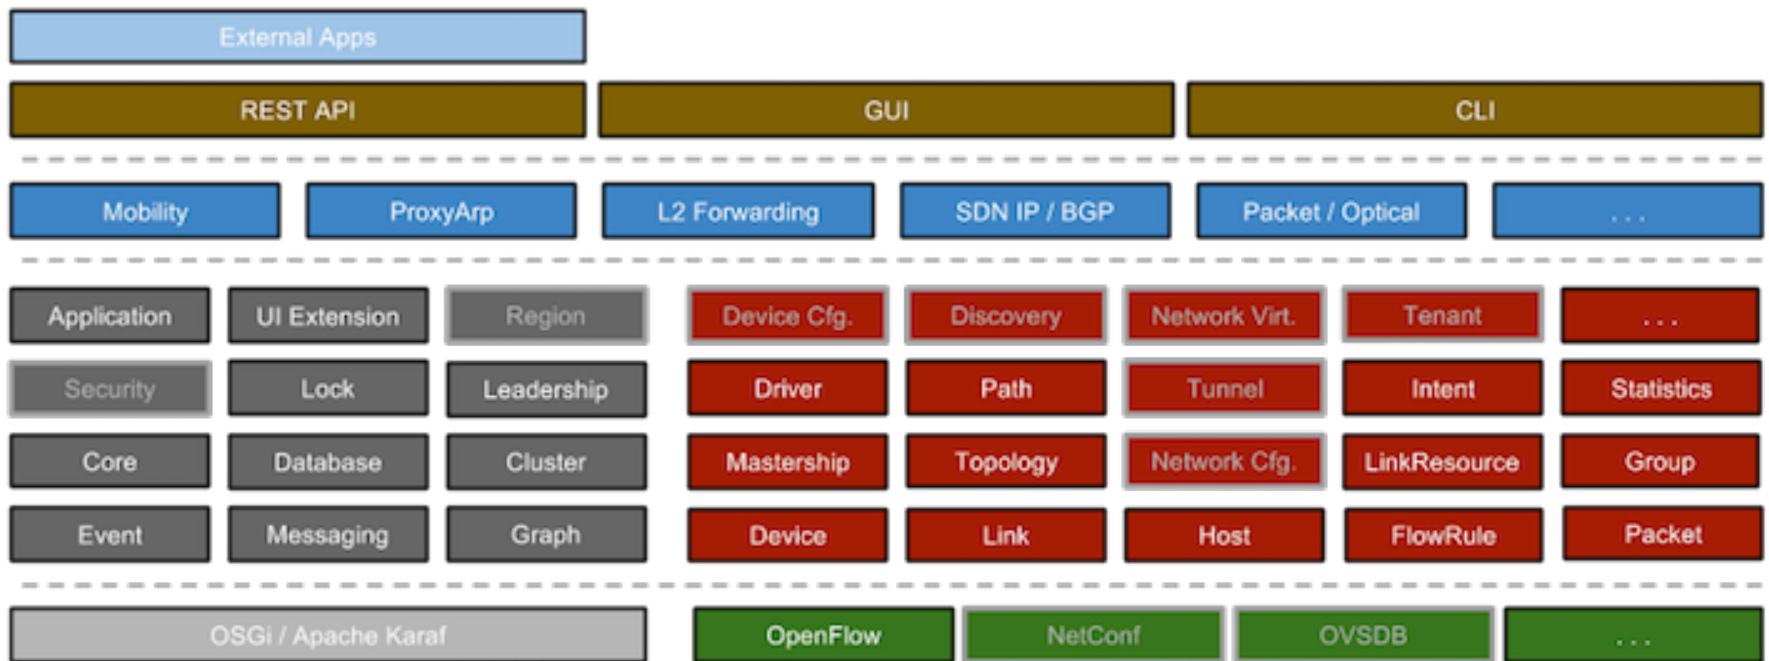 External Apps
REST API GUI CLI
Mobility ProxyArp L2 Forwarding SDN IP / BGP Packet / Optical . . .
Application UI Extension Region Device Cfg. Discovery Network Virt. Tenant . . .
Security Lock Leadership Driver Path Tunnel Intent Statistics
Core Database Cluster Mastership Topology Network Cfg. LinkResource Group
Event Messaging Graph Device Link Host FlowRule Packet
OSGi / Apache Karaf OpenFlow NetConf OVSDB . . .